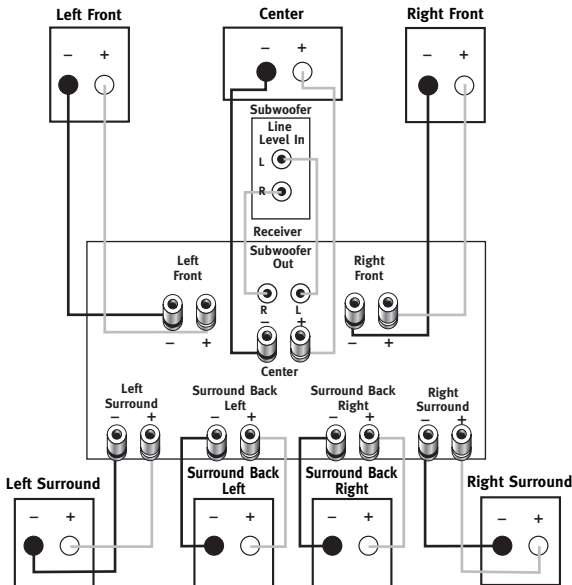 Left Front
Center
Right Front
– +
– +
– +
Subwoofer
Line
Level In
L
R
Receiver
Subwoofer
Out
Left
Front
Right
Front
R L
– +
– +
– +
Center
Left
Surround
– +
Surround Back
Left
– +
Surround Back
Right
– +
Right
Surround
– +
Left Surround
– +
Surround Back
Left
– +
Surround Back
Right
– +
Right Surround
– +